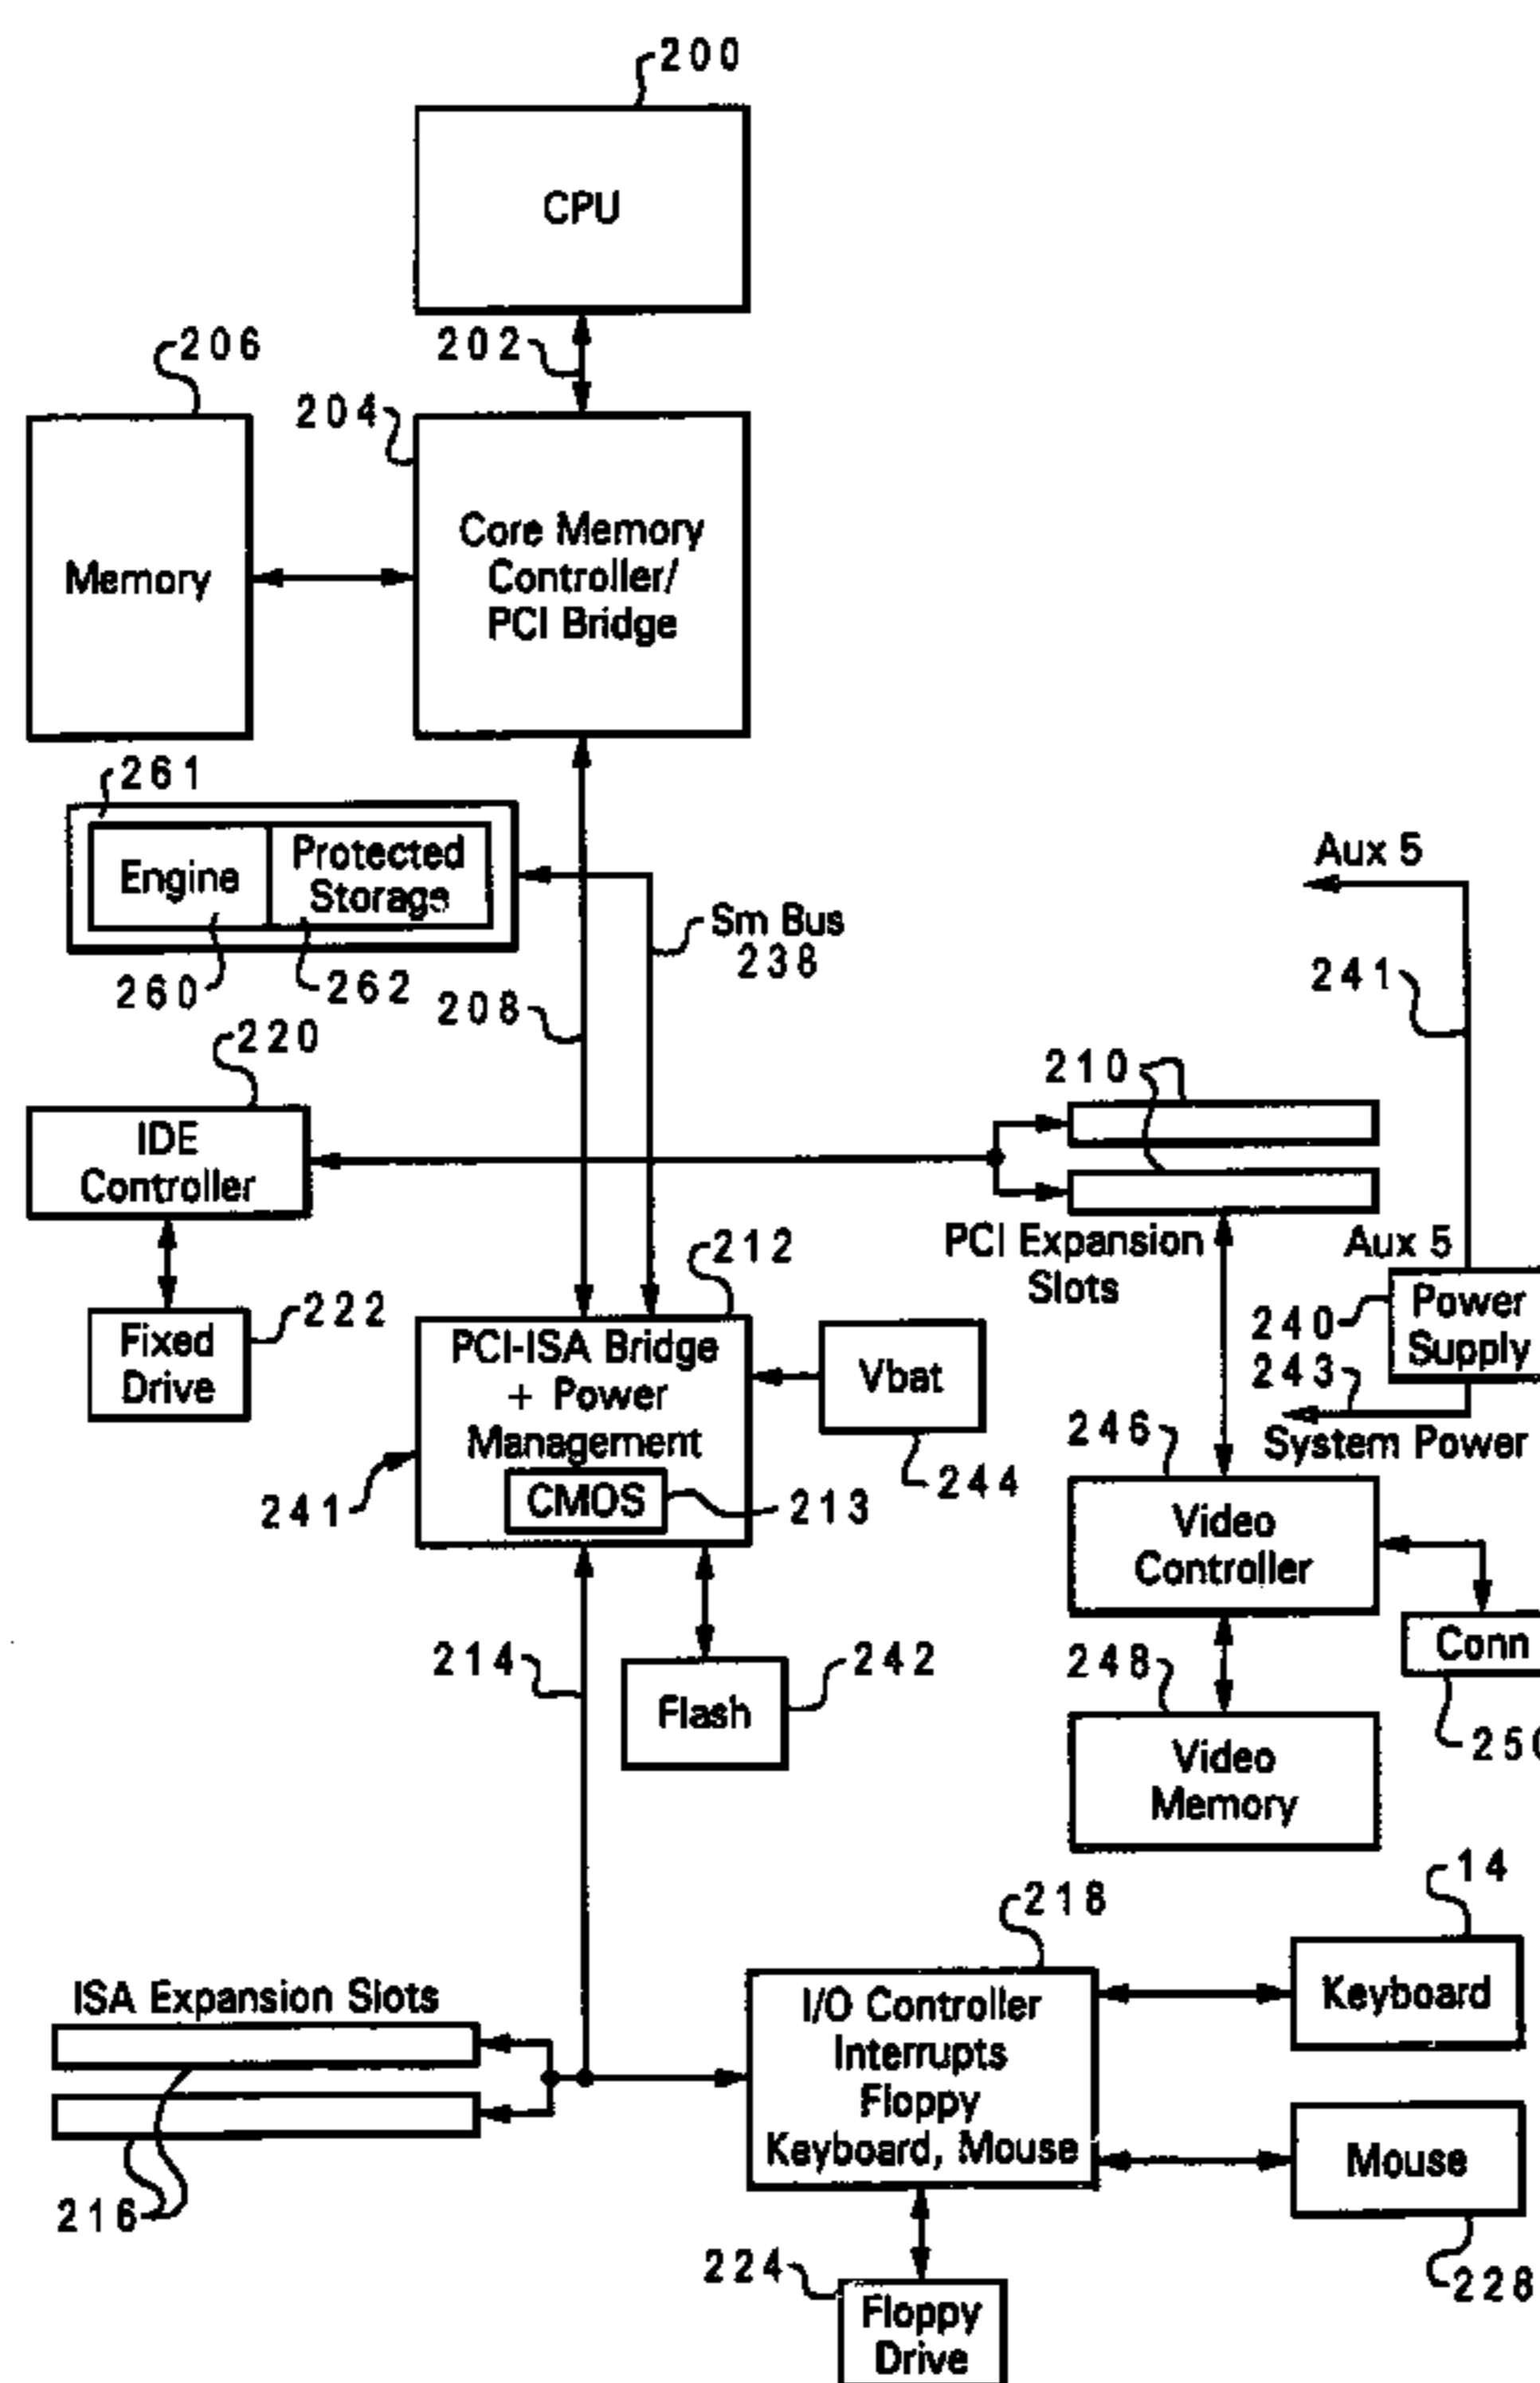 200
CPU
206
202
204
Memory
Core Memory
Controller/
PCI Bridge
261
Engine
Protected
Storage
260
262
208
Sm Bus
238
Aux 5
241
220
IDE
Controller
210
PCI Expansion
Slots
222
Fixed
Drive
212
PCI-ISA Bridge
+ Power
Management
CMOS
213
241
Vbat
244
Aux 5
240
Power
Supply
243
System Power
246
Video
Controller
Conn
248
Video
Memory
214
242
Flash
14
218
ISA Expansion Slots
I/O Controller
Interrupts
Floppy
Keyboard, Mouse
Keyboard
Mouse
216
224
228
Floppy
Drive